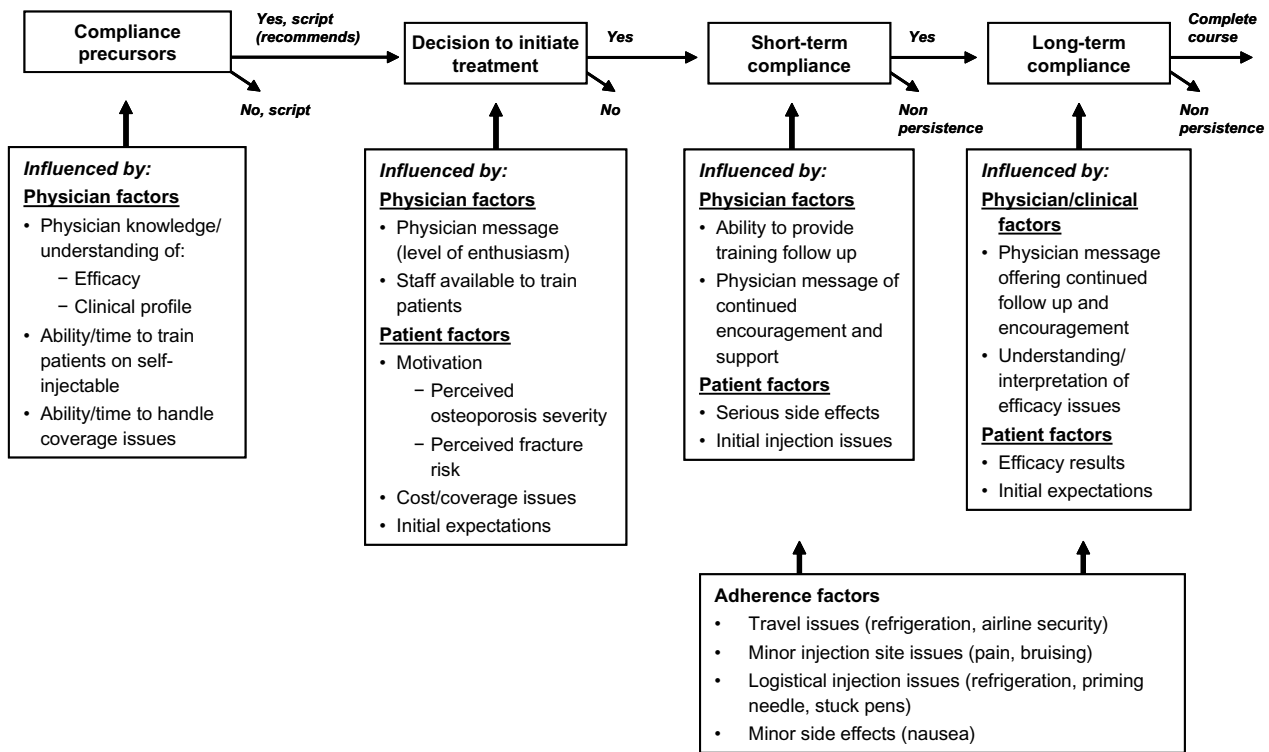 Compliance
precursors
Yes, script
(recommends)
No, script
Decision to initiate
treatment
Yes
No
Short-term
compliance
Yes
Non
persistence
Long-term
compliance
Complete
course
Non
persistence
Influenced by:
Physician factors
• Physician knowledge/
understanding of:
− Efficacy
− Clinical profile
• Ability/time to train
patients on self-
injectable
• Ability/time to handle
coverage issues
Influenced by:
Physician factors
• Physician message
(level of enthusiasm)
• Staff available to train
patients
Patient factors
• Motivation
− Perceived
osteoporosis severity
− Perceived fracture
risk
• Cost/coverage issues
• Initial expectations
Influenced by:
Physician factors
• Ability to provide
training follow up
• Physician message of
continued
encouragement and
support
Patient factors
• Serious side effects
• Initial injection issues
Influenced by:
Physician/clinical
factors
• Physician message
offering continued
follow up and
encouragement
• Understanding/
interpretation of
efficacy issues
Patient factors
• Efficacy results
• Initial expectations
Adherence factors
• Travel issues (refrigeration, airline security)
• Minor injection site issues (pain, bruising)
• Logistical injection issues (refrigeration, priming
needle, stuck pens)
• Minor side effects (nausea)